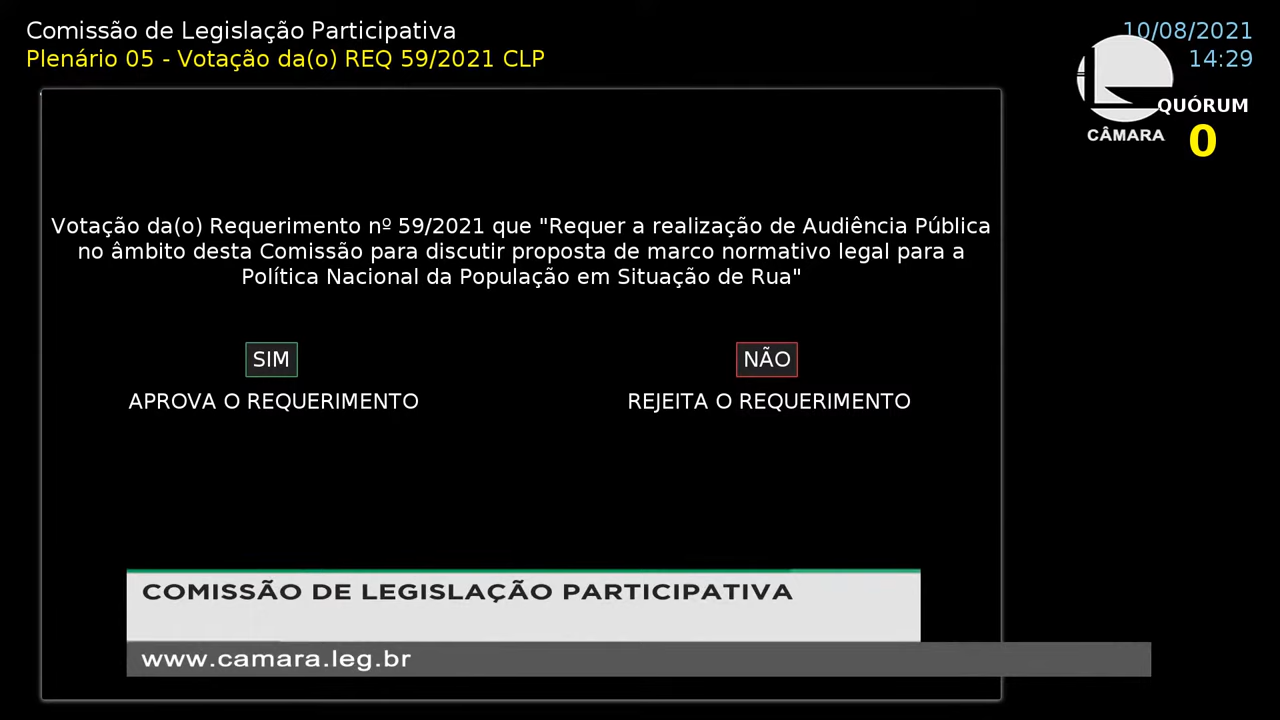 Comissão de Legislação Participativa
Plenário 05 - Votação da(o) REQ 59/2021 CLP
10/08/2021
14:29
QUÓRUM
0
CÂMARA
Votação da(o) Requerimento nº 59/2021 que "Requer a realização de Audiência Pública
no âmbito desta Comissão para discutir proposta de marco normativo legal para a
Política Nacional da População em Situação de Rua"
SIM
NÃO
APROVA O REQUERIMENTO
REJEITA O REQUERIMENTO
COMISSÃO DE LEGISLAÇÃO PARTICIPATIVA
www.camara.leg.br